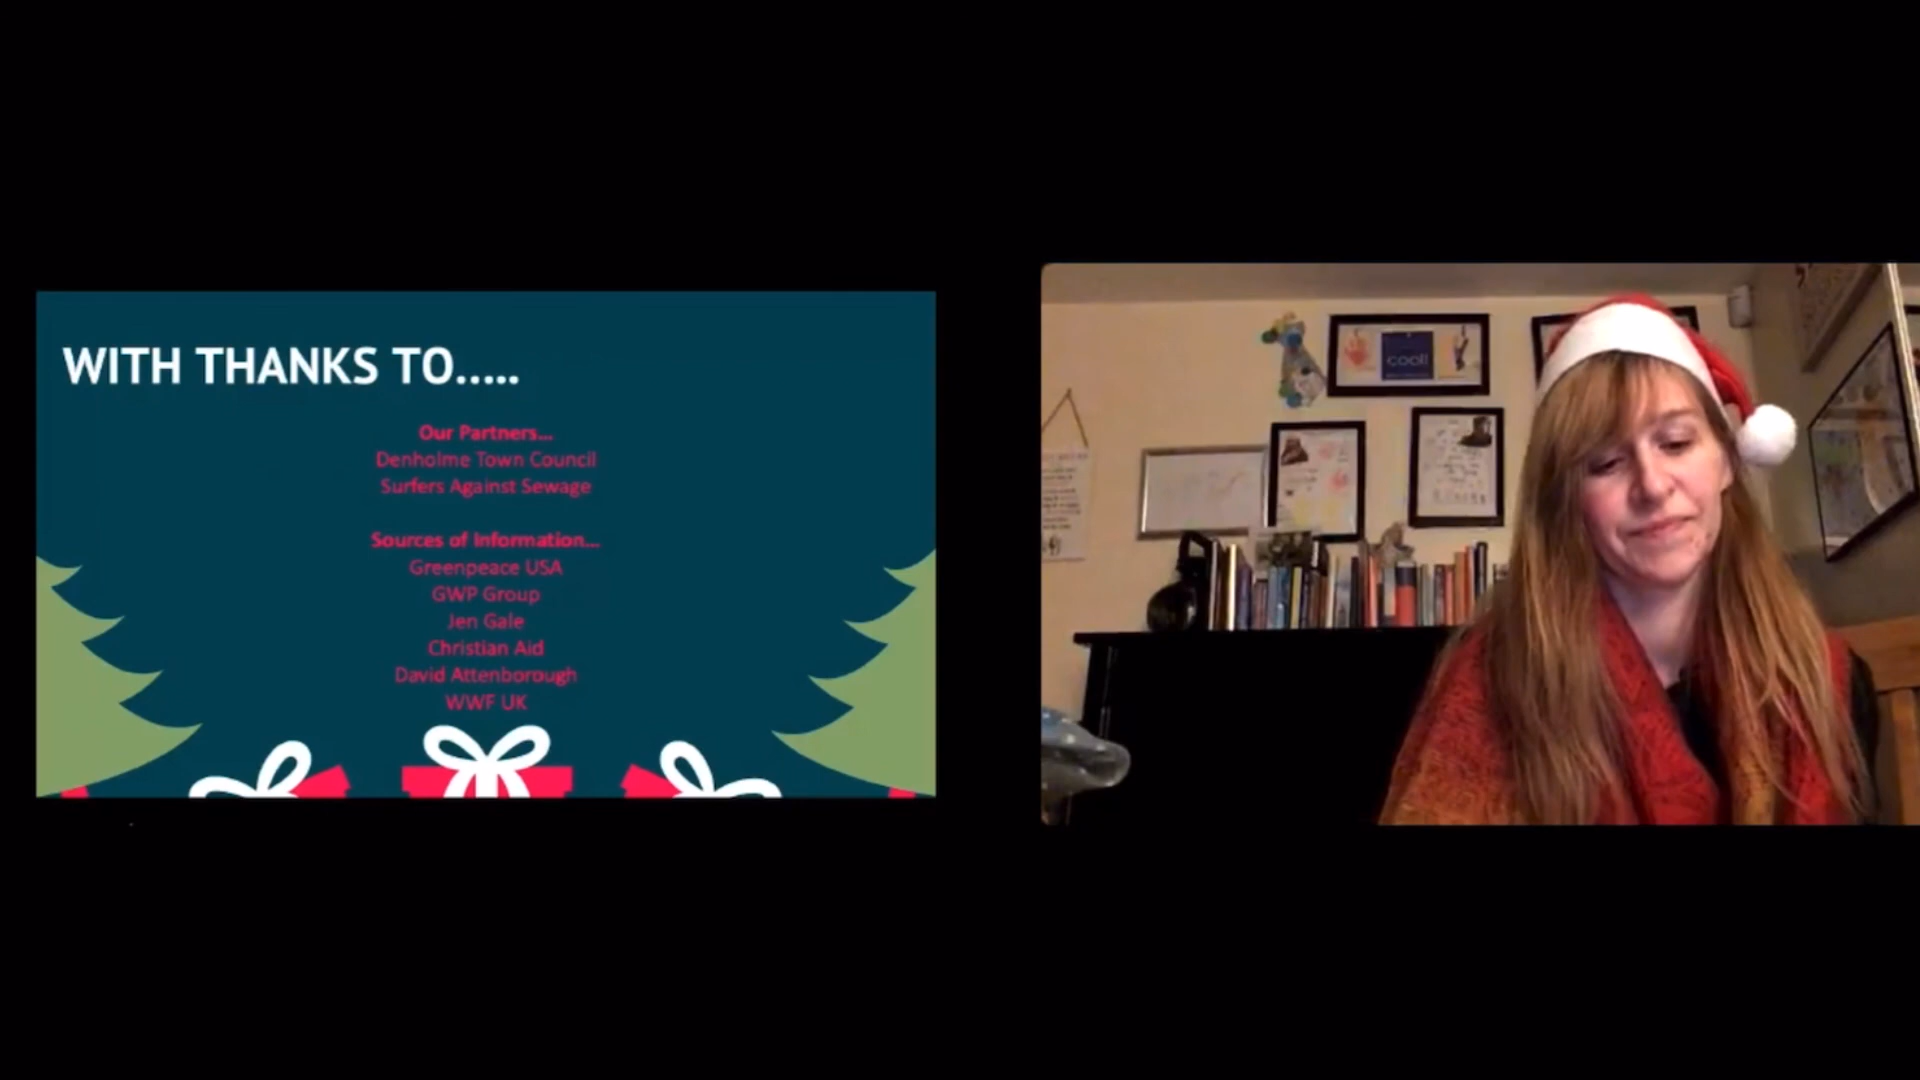 WITH THANKS TO.....
Our Partners...
Denholme Town Council
Surfers Against Sewage
Sources of Information...
Greenpeace USA
GWP Group
Jen Gale
Christian Aid
David Attenborough
WWF UK
cool!